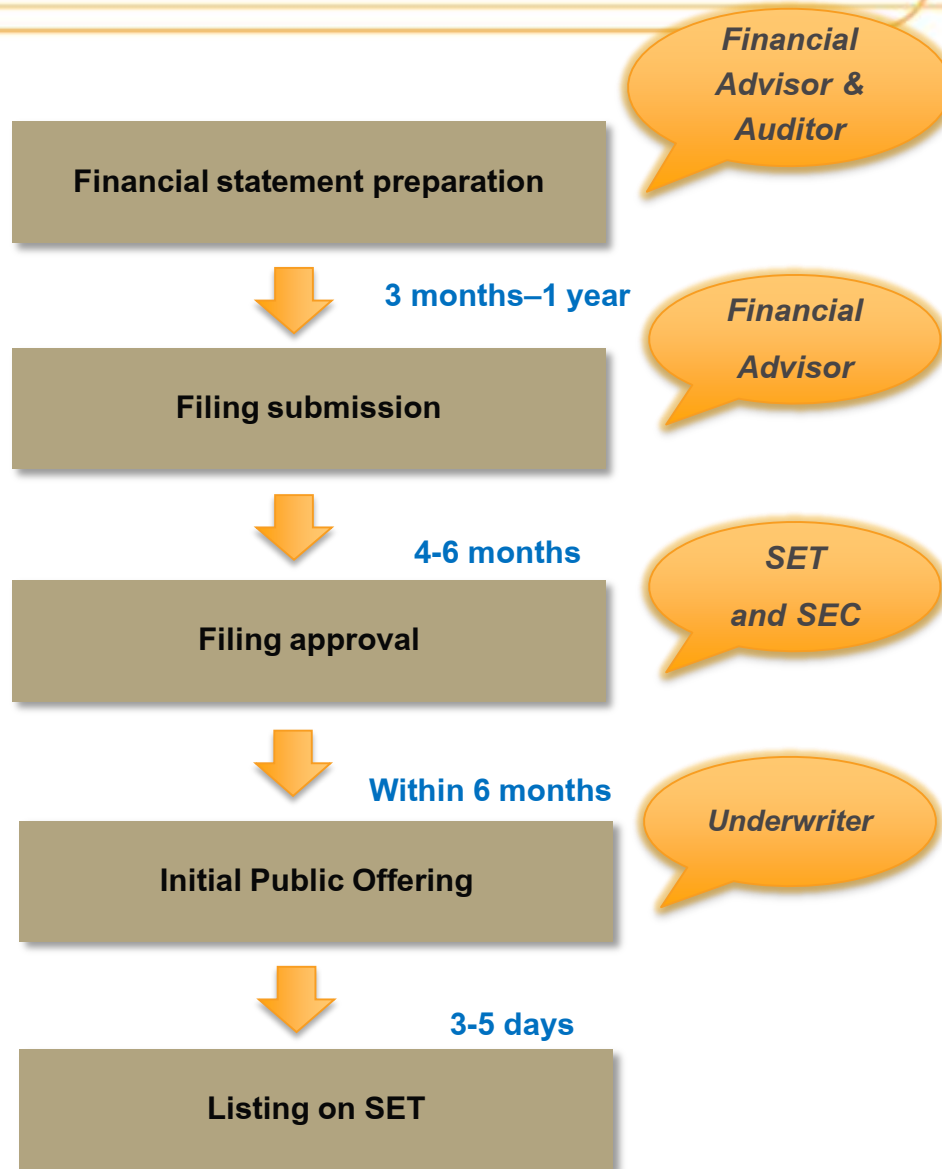 Financial
Advisor &
Auditor
Financial statement preparation
3 months–1 year
Financial
Advisor
Filing submission
4-6 months
SET
and SEC
Filing approval
Within 6 months
Underwriter
Initial Public Offering
3-5 days
Listing on SET